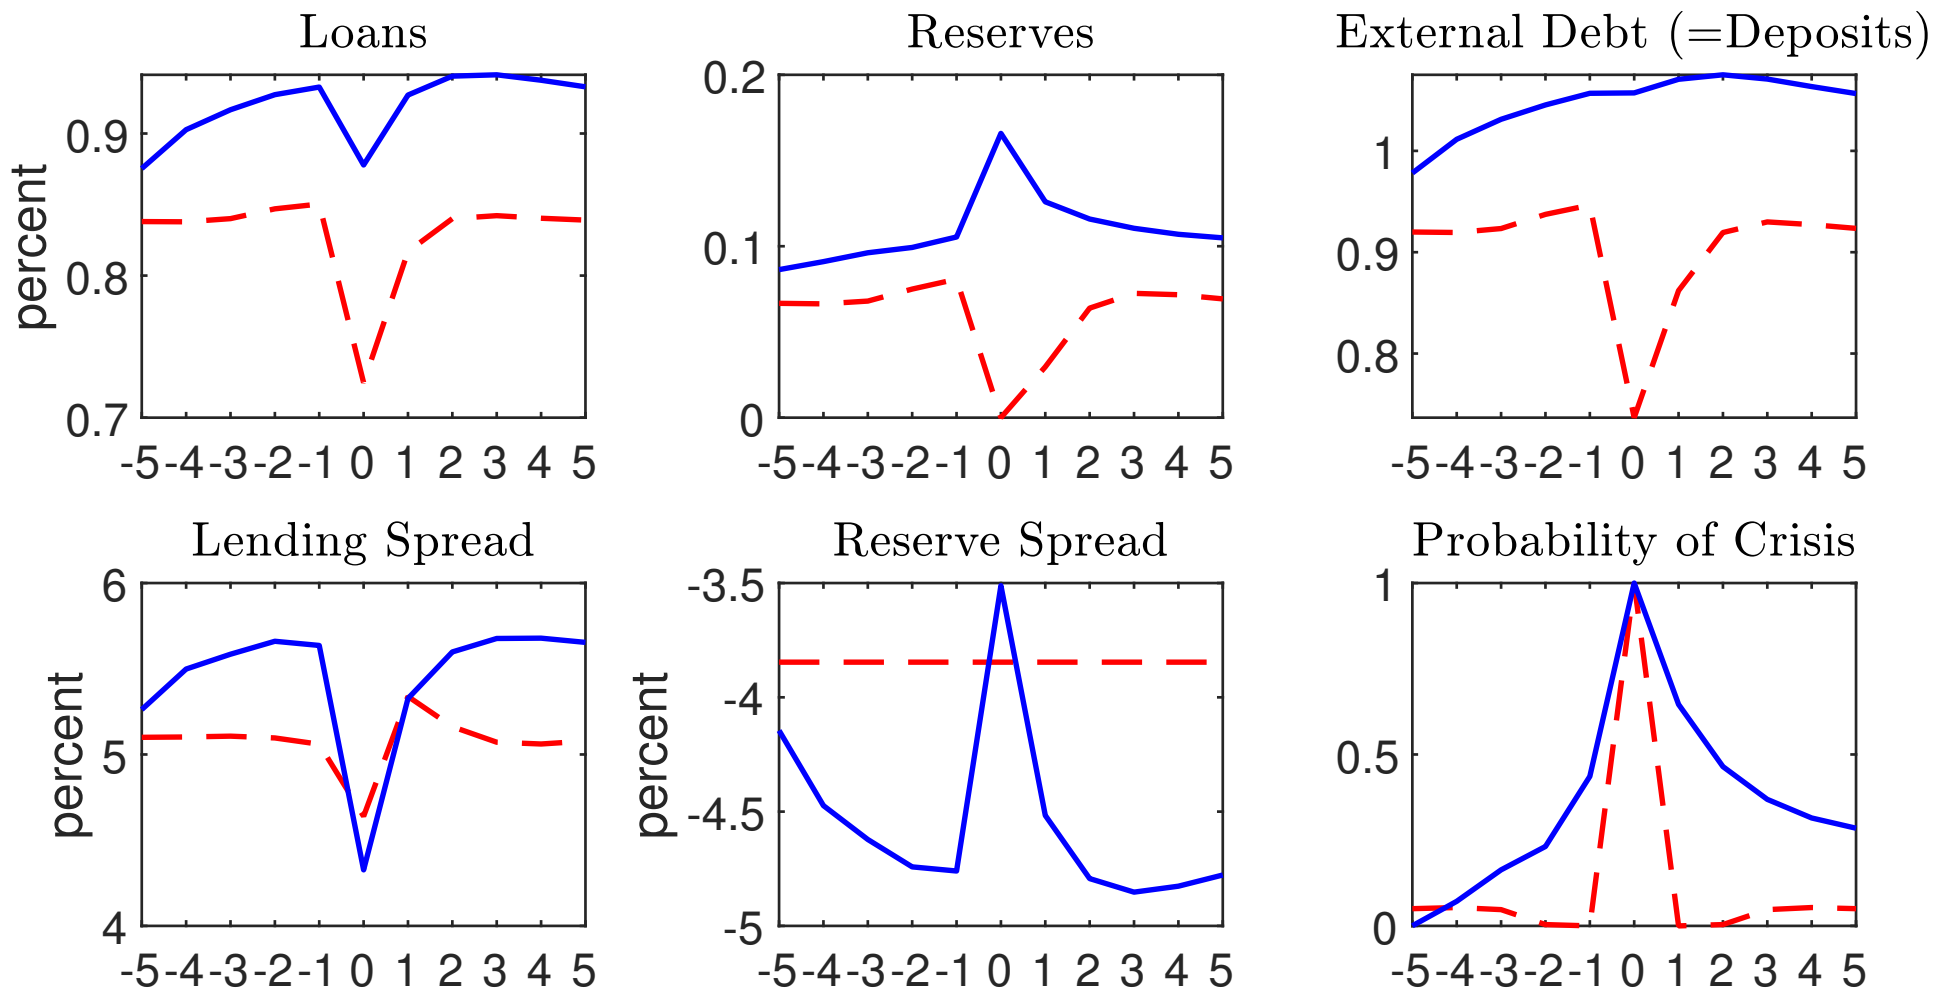 Loans
Reserves
External Debt (=Deposits)
percent
0.9
0.8
0.7
-5 -4 -3 -2 -1 0 1 2 3 4 5
0.2
0.1
0
-5 -4 -3 -2 -1 0 1 2 3 4 5
1
0.9
0.8
-5 -4 -3 -2 -1 0 1 2 3 4 5
Lending Spread
Reserve Spread
Probability of Crisis
percent
6
5
4
-5 -4 -3 -2 -1 0 1 2 3 4 5
percent
-3.5
-4
-4.5
-5
-5 -4 -3 -2 -1 0 1 2 3 4 5
1
0.5
0
-5 -4 -3 -2 -1 0 1 2 3 4 5